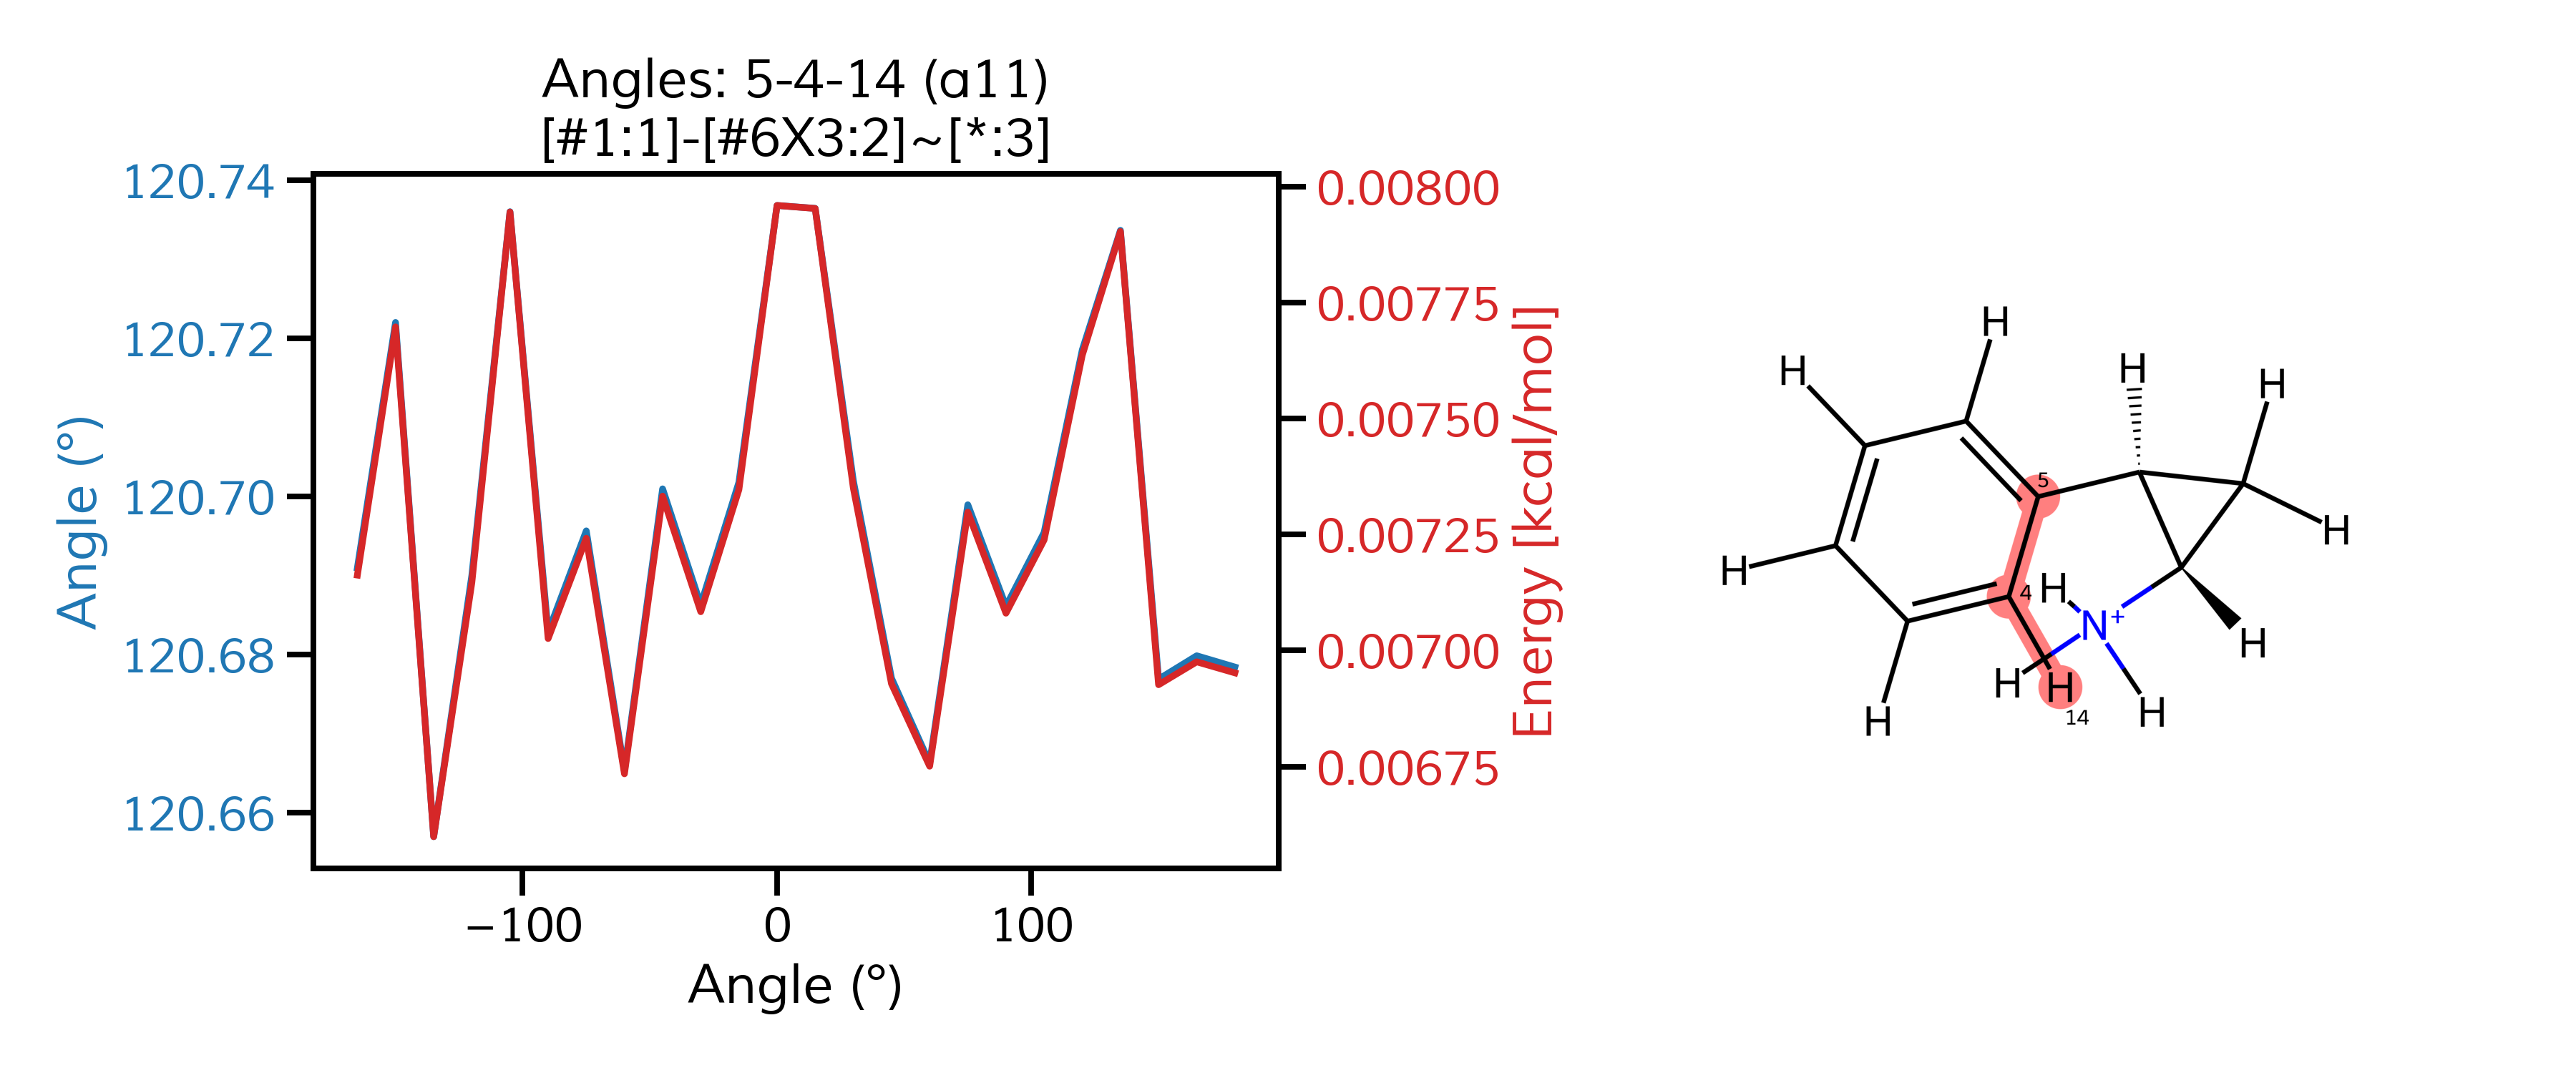 Angles: 5-4-14 (a11)
[#1:1]-[#6X3:2]~[*:3]
120.74
120.72
120.70
120.68
120.66
Angle (°)
−100
0
100
Angle (°)
0.00800
0.00775
0.00750
0.00725
0.00700
0.00675
Energy [kcal/mol]
H
H
H
H
H
5
H
H
4
H
N+
H
H
H
H
14
H